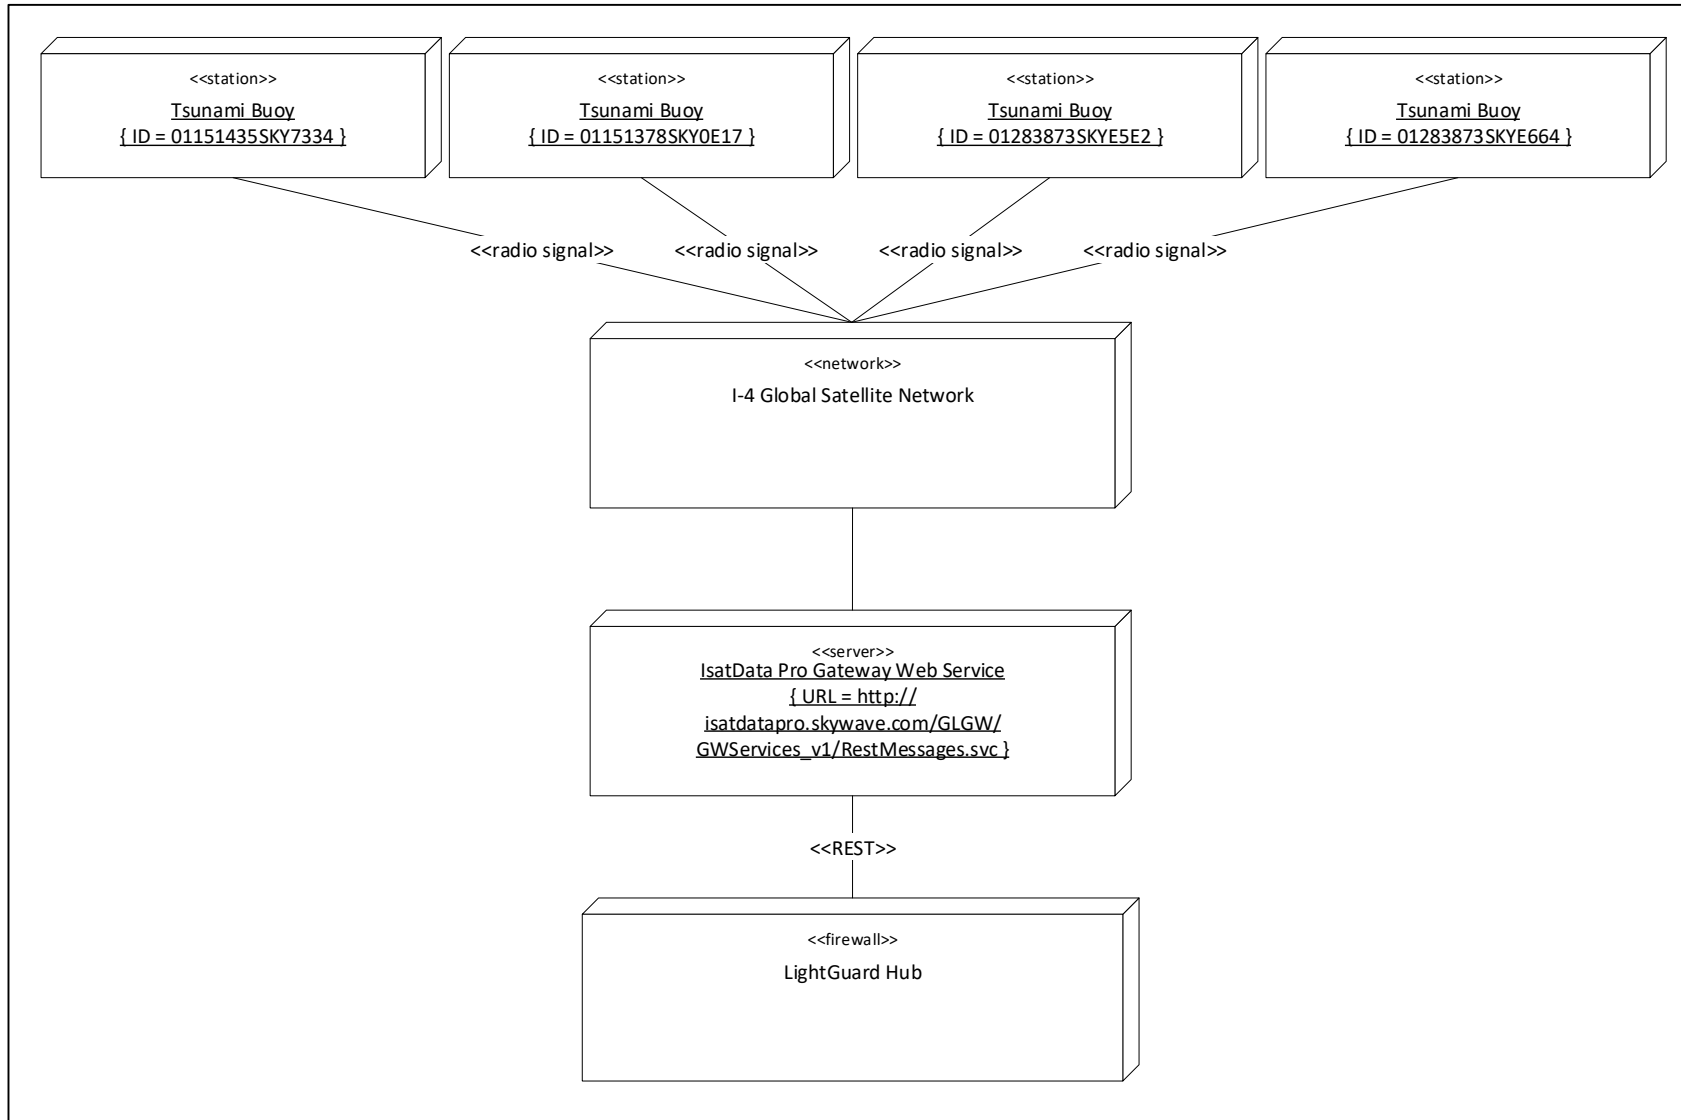 <<station>>
Tsunami Buoy
{ ID = 01151435SKY7334 }
<<station>>
Tsunami Buoy
{ ID = 01151378SKY0E17 }
<<station>>
Tsunami Buoy
{ ID = 01283873SKYE5E2 }
<<station>>
Tsunami Buoy
{ ID = 01283873SKYE664 }
<<radio signal>>
<<radio signal>>
<<radio signal>>
<<radio signal>>
<<network>>
I-4 Global Satellite Network
<<server>>
IsatData Pro Gateway Web Service
{ URL = http://
isatdatapro.skywave.com/GLGW/
GWServices_v1/RestMessages.svc }
<<REST>>
<<firewall>>
LightGuard Hub